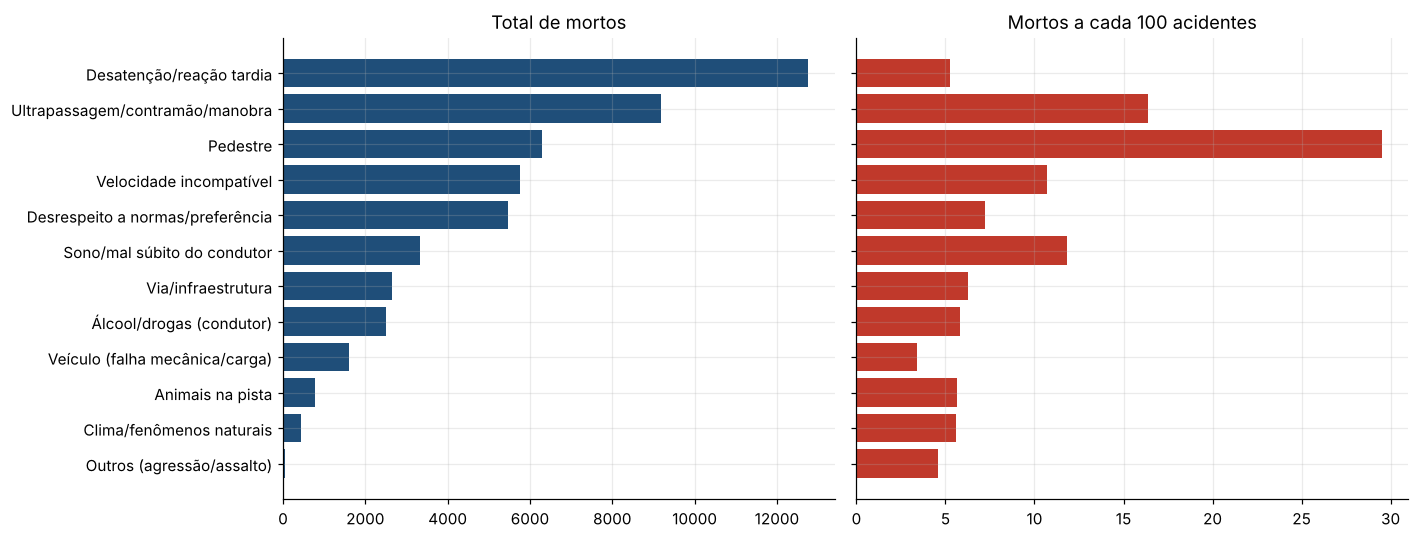 Total de mortos
Mortos a cada 100 acidentes
Desatenção/reação tardia
Ultrapassagem/contramão/manobra
Pedestre
Velocidade incompatível
Desrespeito a normas/preferência
Sono/mal súbito do condutor
Via/infraestrutura
Álcool/drogas (condutor)
Veículo (falha mecânica/carga)
Animais na pista
Clima/fenômenos naturais
Outros (agressão/assalto)
0 2000 4000 6000 8000 10000 12000
0 5 10 15 20 25 30